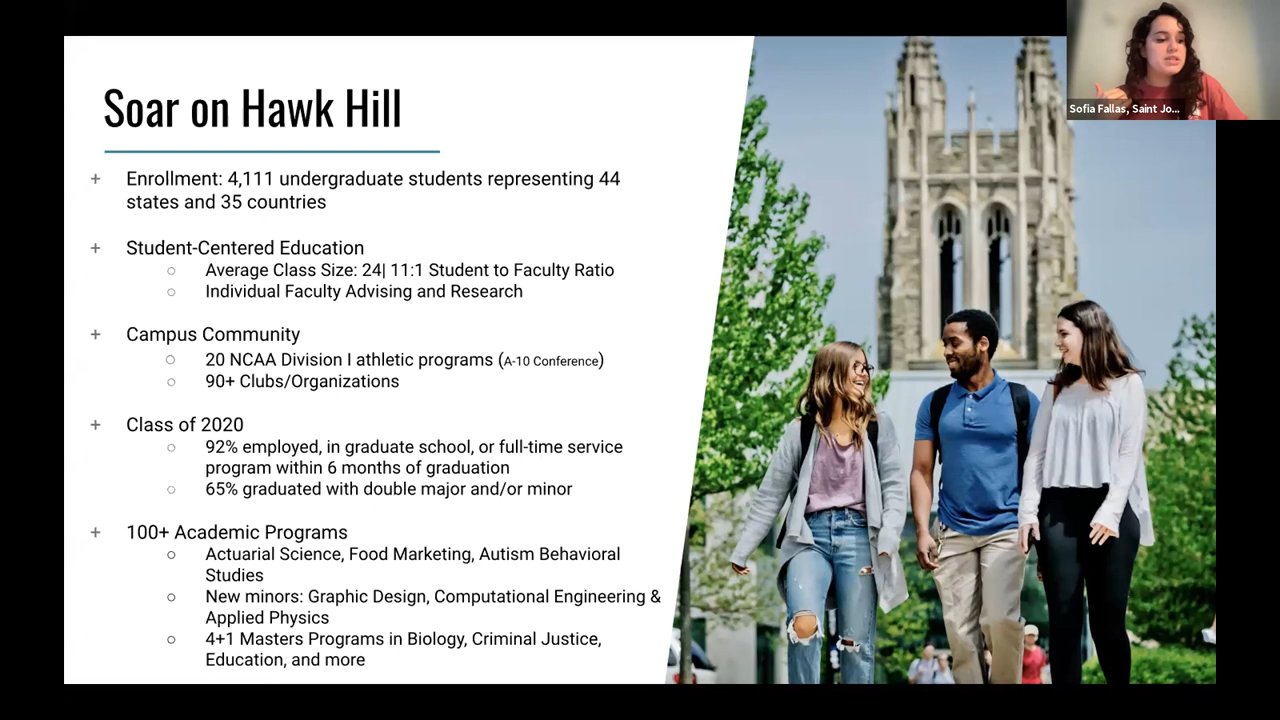 Soar on Hawk Hill
+ Enrollment: 4,111 undergraduate students representing 44
states and 35 countries
+ Student-Centered Education
○ Average Class Size: 24| 11:1 Student to Faculty Ratio
○ Individual Faculty Advising and Research
+ Campus Community
○ 20 NCAA Division I athletic programs (A-10 Conference)
○ 90+ Clubs/Organizations
+ Class of 2020
○ 92% employed, in graduate school, or full-time service
program within 6 months of graduation
○ 65% graduated with double major and/or minor
+ 100+ Academic Programs
○ Actuarial Science, Food Marketing, Autism Behavioral
Studies
○ New minors: Graphic Design, Computational Engineering &
Applied Physics
○ 4+1 Masters Programs in Biology, Criminal Justice,
Education, and more
Sofia Fallas, Saint Jo...